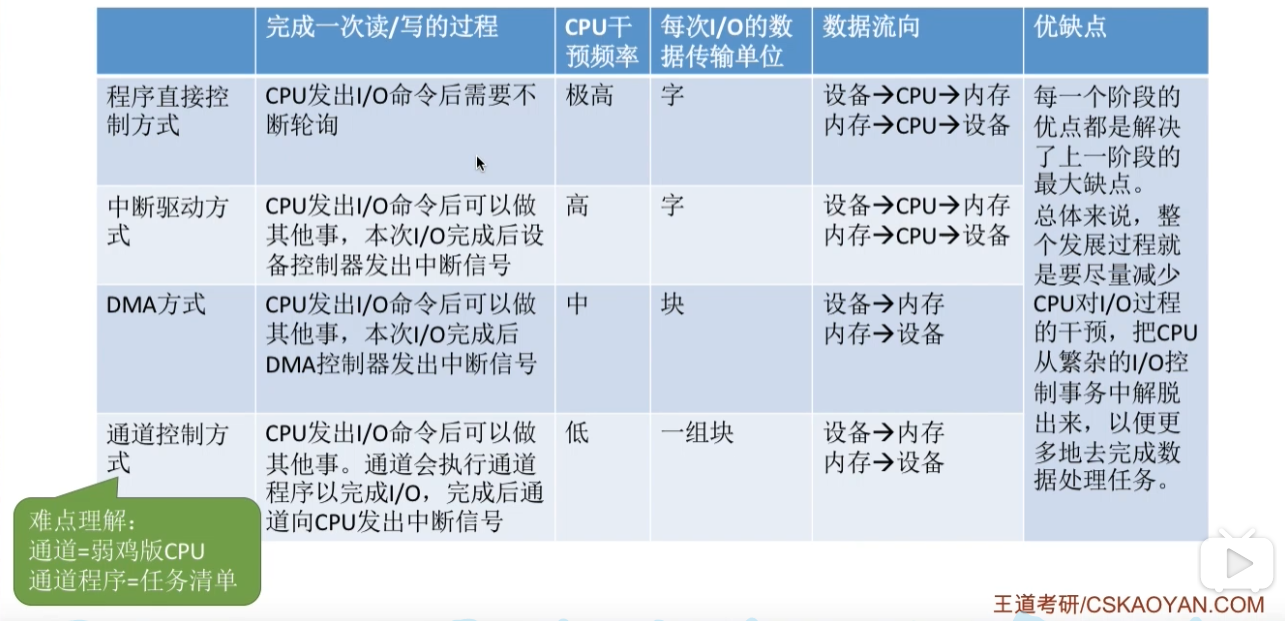 完成一次读/写的过程
CPU干
预频率
每次I/O的数
据传输单位
数据流向
优缺点
程序直接控
制方式
CPU发出I/O命令后需要不
断轮询
极高
字
设备→CPU→内存
内存→CPU→设备
每一个阶段的
优点都是解决
了上一阶段的
最大缺点。
总体来说，整
个发展过程就
是要尽量减少
CPU对I/O过程
的干预，把CPU
从繁杂的I/O控
制事务中解脱
出来，以便更
多地去完成数
据处理任务。
中断驱动方
式
CPU发出I/O命令后可以做
其他事，本次I/O完成后设
备控制器发出中断信号
高
字
设备→CPU→内存
内存→CPU→设备
DMA方式
CPU发出I/O命令后可以做
其他事，本次I/O完成后
DMA控制器发出中断信号
中
块
设备→内存
内存→设备
通道控制方
式
CPU发出I/O命令后可以做
其他事。通道会执行通道
程序以完成I/O，完成后通
道向CPU发出中断信号
低
一组块
设备→内存
内存→设备
难点理解：
通道=弱鸡版CPU
通道程序=任务清单
王道考研/CSKAOYAN.COM